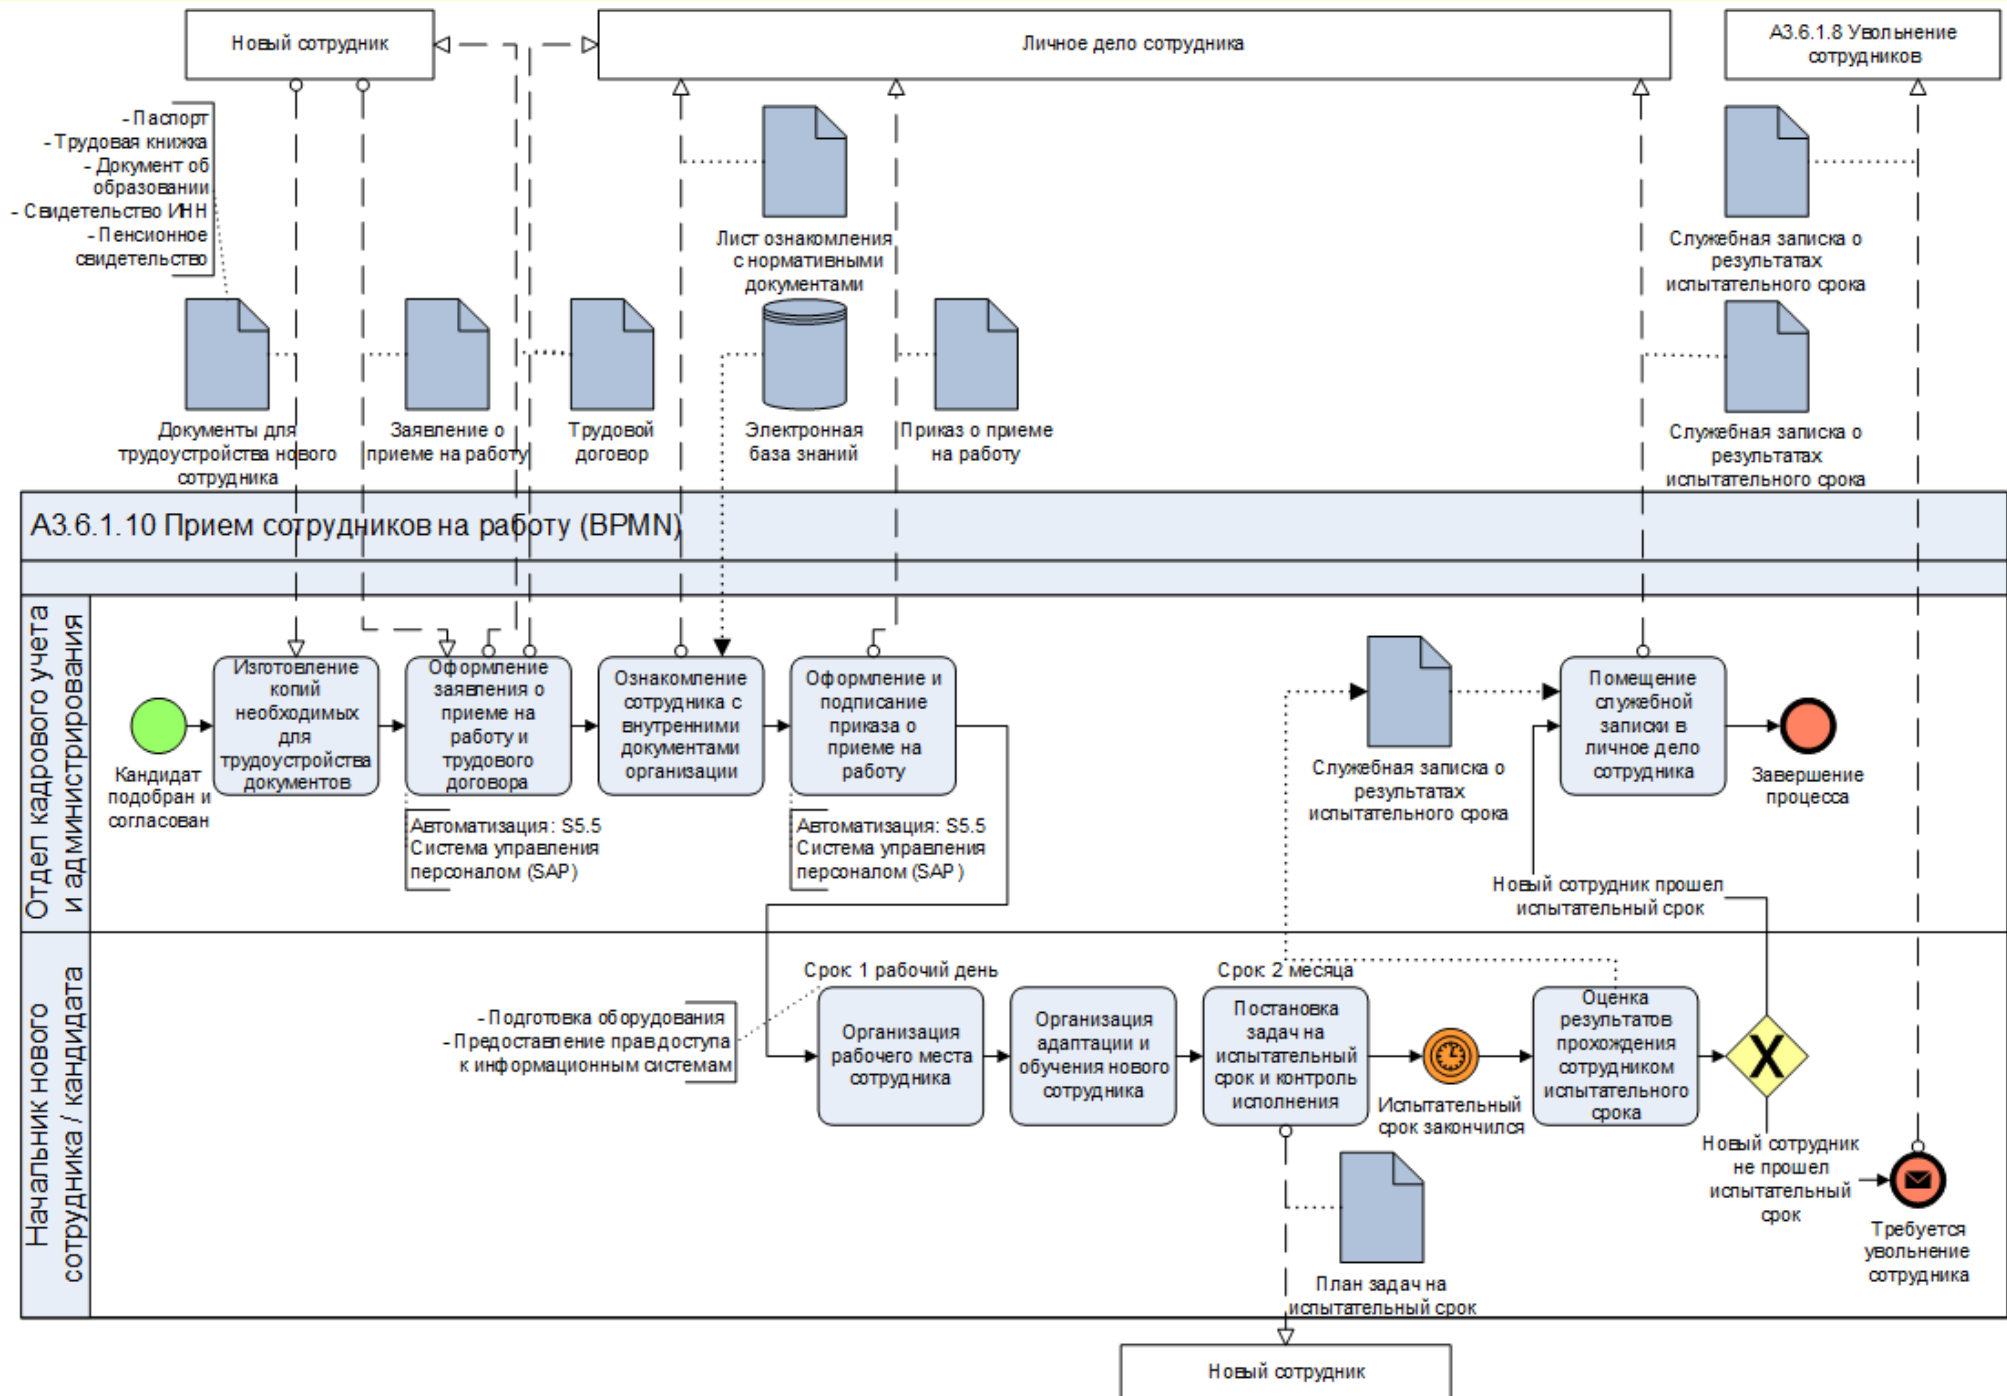 Новый сотрудник
Личное дело сотрудника
А3.6.1.8 Увольнение
сотрудников
- Паспорт
- Трудовая книжка
- Документ об
образовании
- Свидетельство ИНН
- Пенсионное
свидетельство
Лист ознакомления
с нормативными
документами
Служебная записка о
результатах
испытательного срока
Документы для
трудоустройства нового
сотрудника
Заявление о
приеме на работу
Трудовой
договор
Электронная
база знаний
Приказ о приеме
на работу
Служебная записка о
результатах
испытательного срока
А3.6.1.10 Прием сотрудников на работу (BPMN)
Отдел кадрового учета
и администрирования
Кандидат
подобран и
согласован
Изготовление
копий
необходимых
для
трудоустройства
документов
Оформление
заявления о
приеме на
работу и
трудового
договора
Ознакомление
сотрудника с
внутренними
документами
организации
Оформление и
подписание
приказа о
приеме на
работу
Служебная записка о
результатах
испытательного срока
Помещение
служебной
записки в
личное дело
сотрудника
Завершение
процесса
Автоматизация: S5.5
Система управления
персоналом (SAP)
Автоматизация: S5.5
Система управления
персоналом (SAP)
Новый сотрудник прошел
испытательный срок
Начальник нового
сотрудника / кандидата
Срок: 1 рабочий день
Срок: 2 месяца
- Подготовка оборудования
- Предоставление прав доступа
к информационным системам
Организация
рабочего места
сотрудника
Организация
адаптации и
обучения нового
сотрудника
Постановка
задач на
испытательный
срок и контроль
исполнения
Испытательный
срок закончился
Оценка
результатов
прохождения
сотрудником
испытательного
срока
X
Новый сотрудник
не прошел
испытательный
срок
Требуется
увольнение
сотрудника
План задач на
испытательный срок
Новый сотрудник